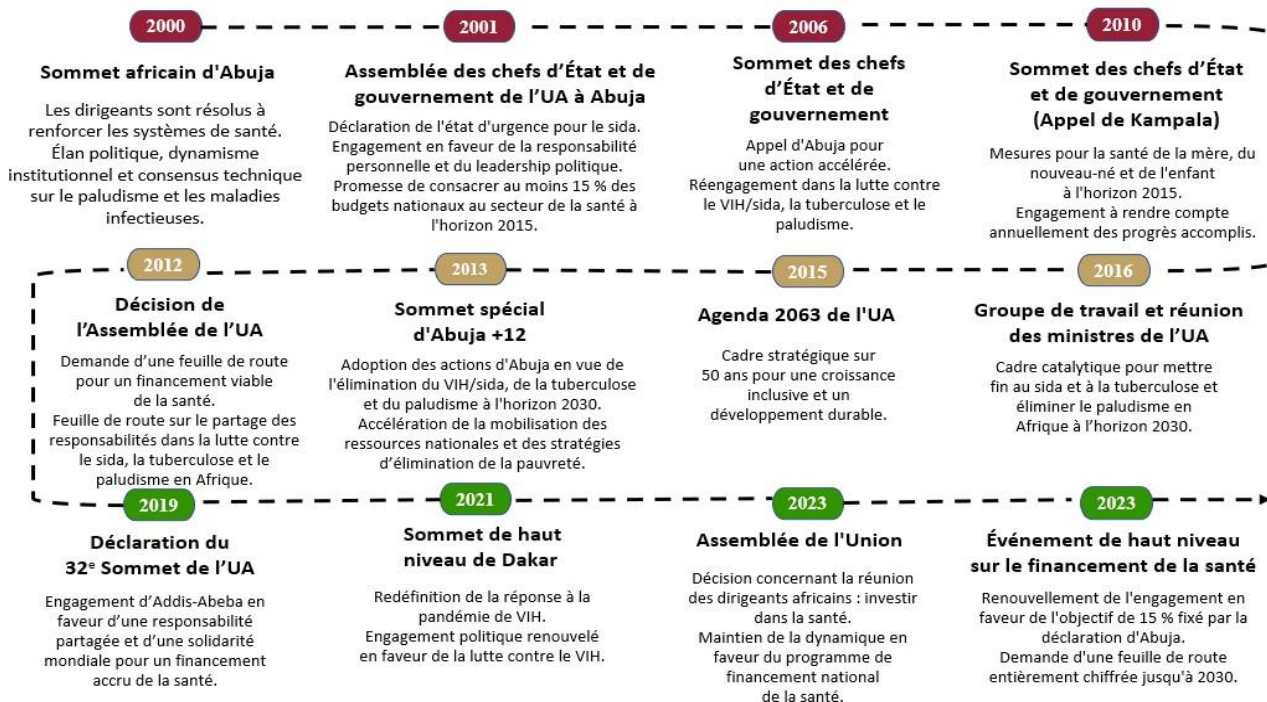 2000
Sommet africain d'Abuja
Les dirigeants sont résolus à
renforcer les systèmes de santé.
Élan politique, dynamisme
institutionnel et consensus technique
sur le paludisme et les maladies
infectieuses.
2001
Assemblée des chefs d’État et de
gouvernement de l’UA à Abuja
Déclaration de l'état d'urgence pour le sida.
Engagement en faveur de la responsabilité
personnelle et du leadership politique.
Promesse de consacrer au moins 15 % des
budgets nationaux au secteur de la santé à
l'horizon 2015.
2006
Sommet des chefs
d’État et de
gouvernement
Appel d'Abuja pour
une action accélérée.
Réengagement dans la lutte contre
le VIH/sida, la tuberculose et le
paludisme.
2010
Sommet des chefs d’État
et de gouvernement
(Appel de Kampala)
Mesures pour la santé de la mère, du
nouveau-né et de l'enfant
à l'horizon 2015.
Engagement à rendre compte
annuellement des progrès accomplis.
2012
Décision de
l’Assemblée de l’UA
Demande d’une feuille de route
pour un financement viable
de la santé.
Feuille de route sur le partage des
responsabilités dans la lutte contre
le sida, la tuberculose et le
paludisme en Afrique.
2013
Sommet spécial
d'Abuja +12
Adoption des actions d'Abuja en vue de
l'élimination du VIH/sida, de la tuberculose
et du paludisme à l'horizon 2030.
Accélération de la mobilisation des
ressources nationales et des stratégies
d’élimination de la pauvreté.
2015
Agenda 2063 de l'UA
Cadre stratégique sur
50 ans pour une croissance
inclusive et un
développement durable.
2016
Groupe de travail et réunion
des ministres de l’UA
Cadre catalytique pour mettre
fin au sida et à la tuberculose et
éliminer le paludisme en
Afrique à l’horizon 2030.
2019
Déclaration du
32e Sommet de l’UA
Engagement d’Addis-Abeba en
faveur d’une responsabilité
partagée et d’une solidarité
mondiale pour un financement
accru de la santé.
2021
Sommet de haut
niveau de Dakar
Redéfinition de la réponse à la
pandémie de VIH.
Engagement politique renouvelé
en faveur de la lutte contre le VIH.
2023
Assemblée de l'Union
Décision concernant la réunion
des dirigeants africains : investir
dans la santé.
Maintien de la dynamique en
faveur du programme de
financement national
de la santé.
2023
Événement de haut niveau
sur le financement de la santé
Renouvellement de l'engagement en
faveur de l'objectif de 15 % fixé par la
déclaration d'Abuja.
Demande d'une feuille de route
entièrement chiffrée jusqu'à 2030.